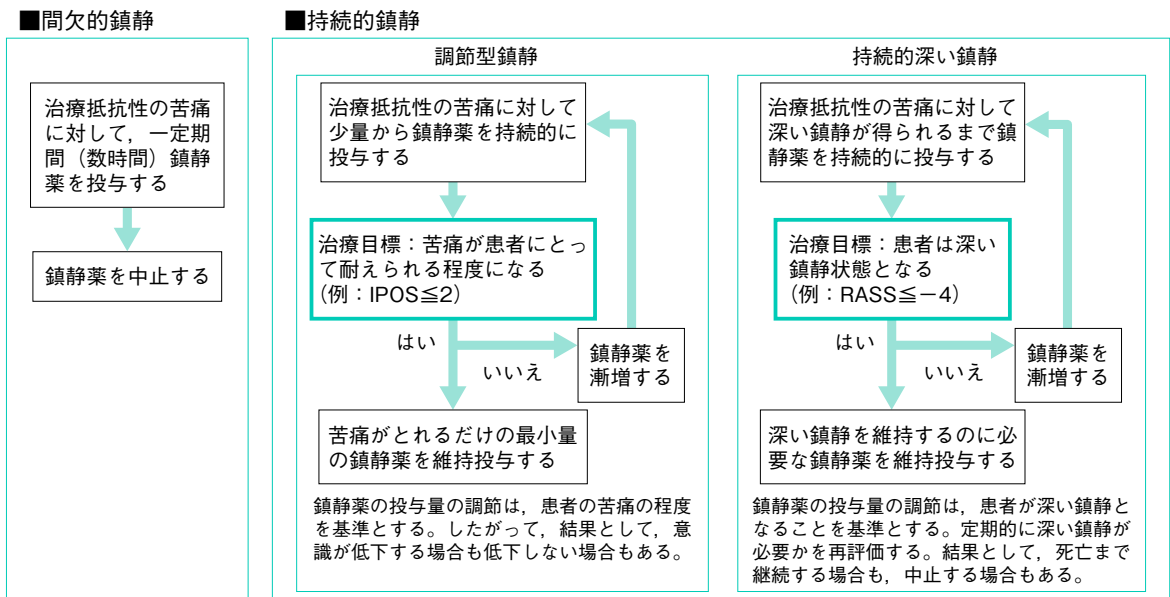 ■間欠的鎮静
治療抵抗性の苦痛
に対して，一定期
間（数時間）鎮静
薬を投与する
鎮静薬を中止する
■持続的鎮静
調節型鎮静
治療抵抗性の苦痛に対して
少量から鎮静薬を持続的に
投与する
治療目標：苦痛が患者にとっ
て耐えられる程度になる
（例：IPOS≦2）
はい
いいえ
鎮静薬を
漸増する
苦痛がとれるだけの最小量
の鎮静薬を維持投与する
鎮静薬の投与量の調節は，患者の苦痛の程度
を基準とする。したがって，結果として，意
識が低下する場合も低下しない場合もある。
持続的深い鎮静
治療抵抗性の苦痛に対して
深い鎮静が得られるまで鎮
静薬を持続的に投与する
治療目標：患者は深い
鎮静状態となる
（例：RASS≦－4）
はい
いいえ
鎮静薬を
漸増する
深い鎮静を維持するのに必
要な鎮静薬を維持投与する
鎮静薬の投与量の調節は，患者が深い鎮静と
なることを基準とする。定期的に深い鎮静が
必要かを再評価する。結果として，死亡まで
継続する場合も，中止する場合もある。